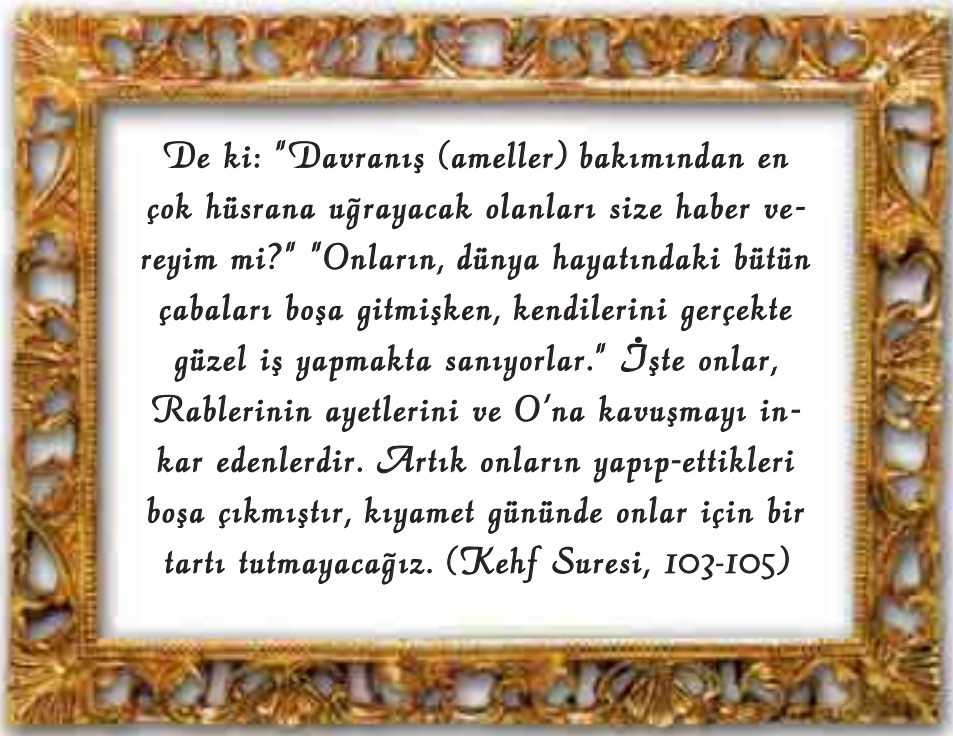 De ki: "Davranış (ameller) bakımından en
çok hüsrana uğrayacak olanları size haber ve-
reyim mi?" "Onların, dünya hayatındaki bütün
çabaları boşa gitmişken, kendilerini gerçekte
güzel iş yapmakta sanıyorlar." İşte onlar,
Rablerinin ayetlerini ve O'na kavuşmayı in-
kar edenlerdir. Artık onların yapıp-ettikleri
boşa çıkmıştır, kıyamet gününde onlar için bir
tartı tutmayacağız. (Kehf Suresi, 103-105)